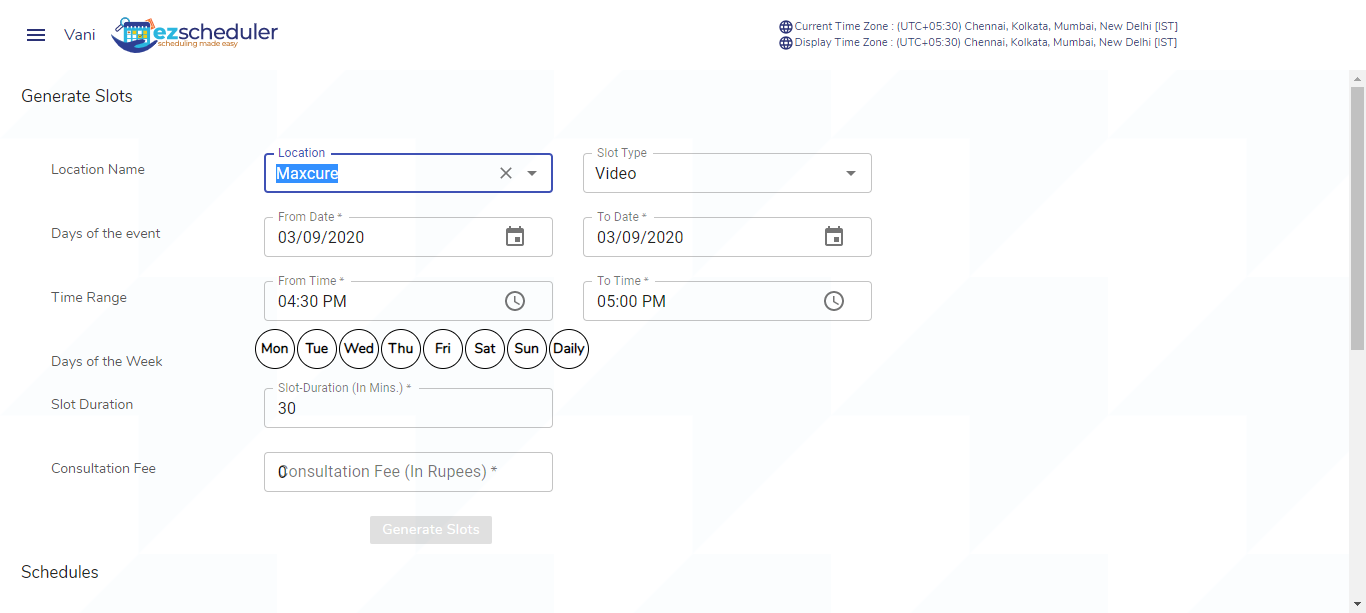 Vani
ezscheduler
scheduling made easy
Current Time Zone : (UTC+05:30) Chennai, Kolkata, Mumbai, New Delhi [IST]
Display Time Zone : (UTC+05:30) Chennai, Kolkata, Mumbai, New Delhi [IST]
Generate Slots
Location Slot Type
Location Name Maxcure Video
From Date * To Date *
Days of the event 03/09/2020 03/09/2020
From Time * To Time *
Time Range 04:30 PM 05:00 PM
Days of the Week Mon Tue Wed Thu Fri Sat Sun Daily
Slot-Duration (In Mins.) *
Slot Duration 30
Consultation Fee 0 Consultation Fee (In Rupees) *
Generate Slots
Schedules